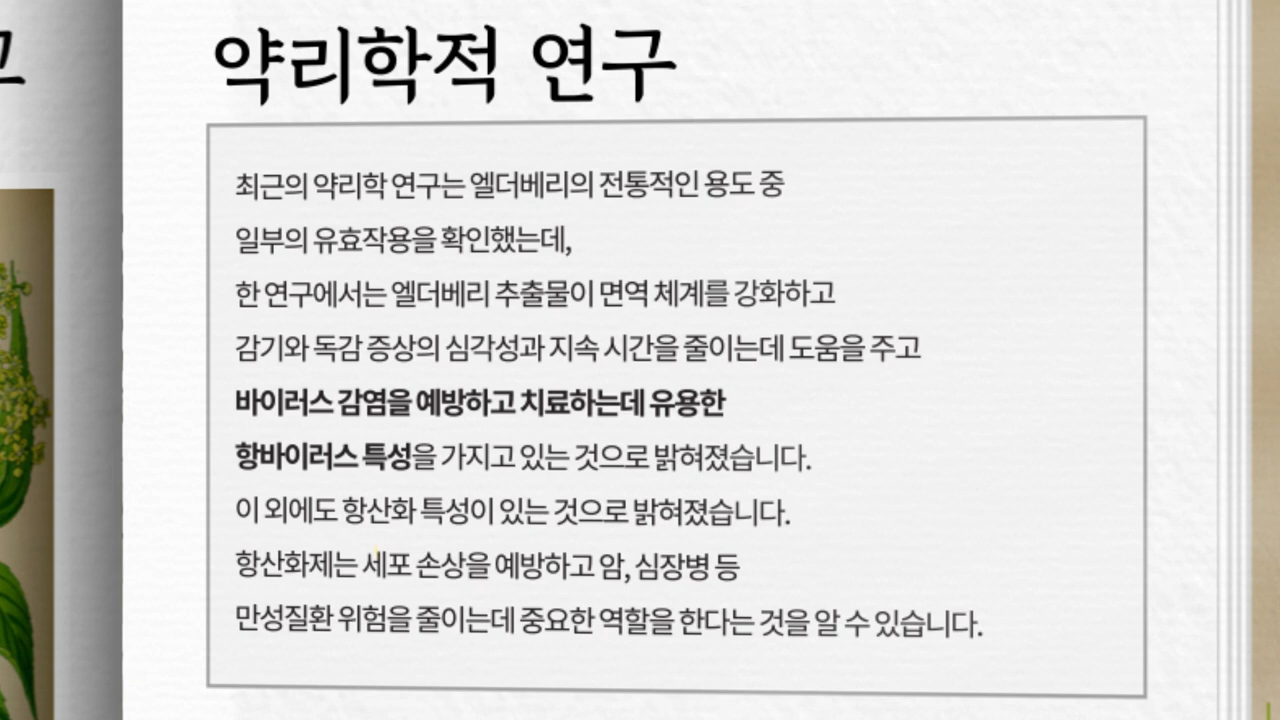 약리학적 연구
최근의 약리학 연구는 엘더베리의 전통적인 용도 중
일부의 유효작용을 확인했는데,
한 연구에서는 엘더베리 추출물이 면역 체계를 강화하고
감기와 독감 증상의 심각성과 지속 시간을 줄이는데 도움을 주고
바이러스 감염을 예방하고 치료하는데 유용한
항바이러스 특성을 가지고 있는 것으로 밝혀졌습니다.
이 외에도 항산화 특성이 있는 것으로 밝혀졌습니다.
항산화제는 세포 손상을 예방하고 암, 심장병 등
만성질환 위험을 줄이는데 중요한 역할을 한다는 것을 알 수 있습니다.